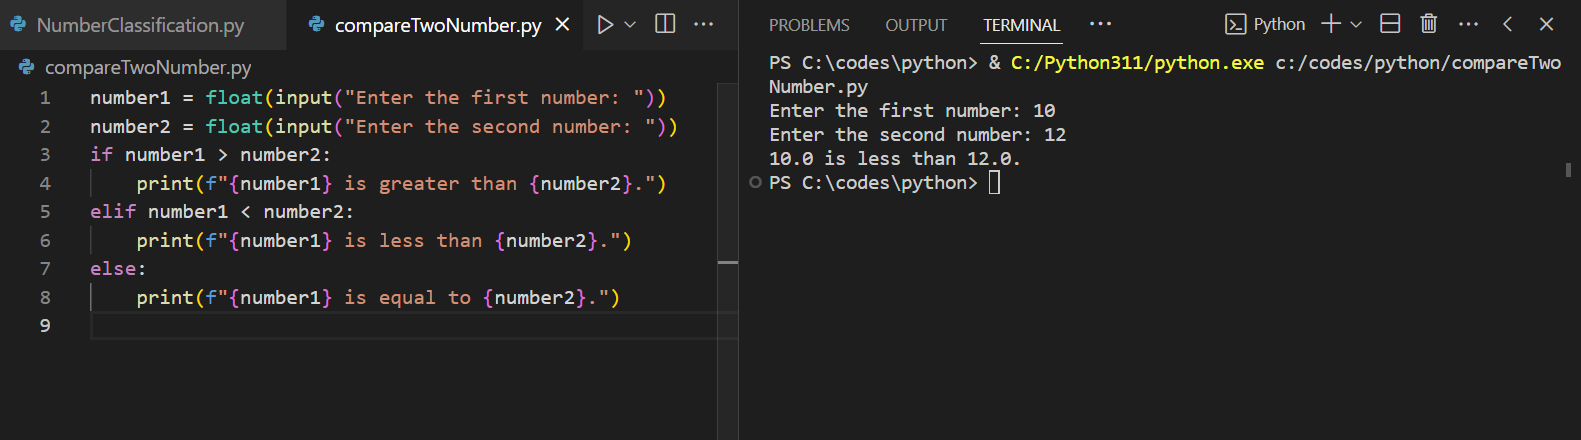 NumberClassification.py
compareTwoNumber.py
compareTwoNumber.py
1 number1 = float(input("Enter the first number: "))
2 number2 = float(input("Enter the second number: "))
3 if number1 > number2:
4     print(f"{number1} is greater than {number2}.")
5 elif number1 < number2:
6     print(f"{number1} is less than {number2}.")
7 else:
8     print(f"{number1} is equal to {number2}.")
9
PROBLEMS OUTPUT TERMINAL ··· Python
PS C:\codes\python> & C:/Python311/python.exe c:/codes/python/compareTwo
Number.py
Enter the first number: 10
Enter the second number: 12
10.0 is less than 12.0.
PS C:\codes\python>